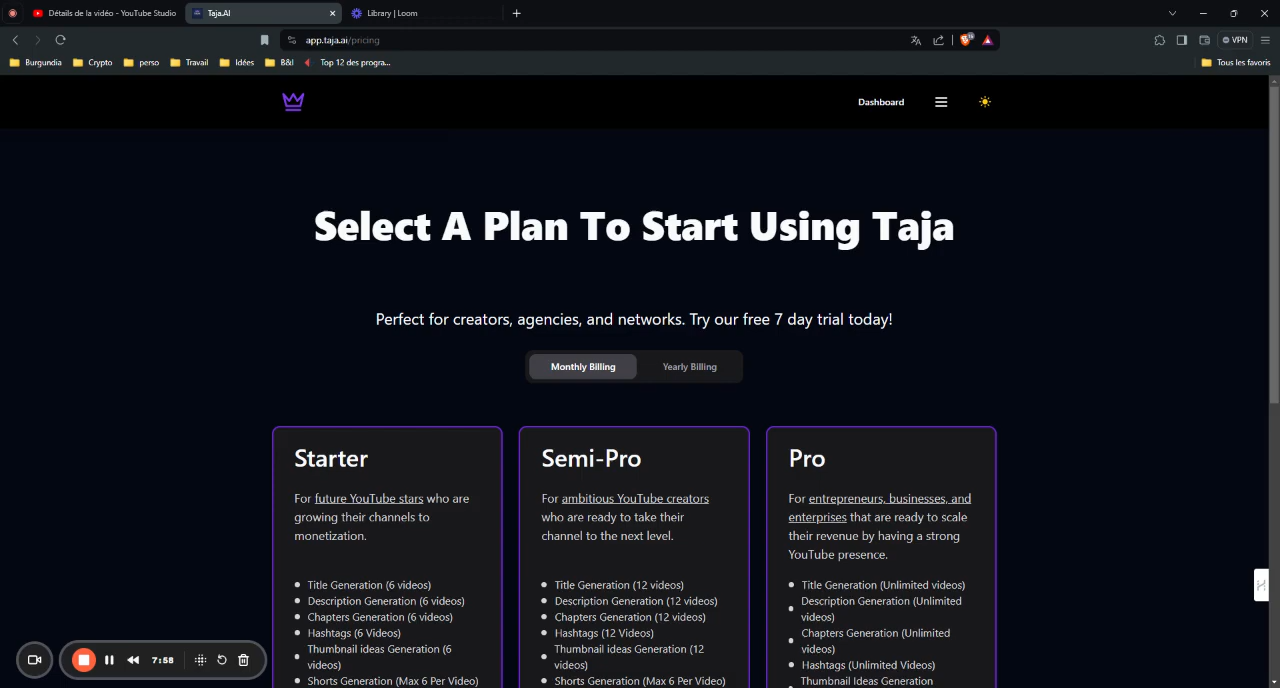 Détails de la vidéo - YouTube Studio
Taja.AI
Library | Loom
app.taja.ai/pricing
VPN
Burgundia
Crypto
perso
Travail
Idées
B&I
Top 12 des progra...
Tous les favoris
Dashboard
Select A Plan To Start Using Taja
Perfect for creators, agencies, and networks. Try our free 7 day trial today!
Monthly Billing
Yearly Billing
Starter
For future YouTube stars who are
growing their channels to
monetization.
Title Generation (6 videos)
Description Generation (6 videos)
Chapters Generation (6 videos)
Hashtags (6 Videos)
Thumbnail ideas Generation (6
videos)
Shorts Generation (Max 6 Per Video)
Semi-Pro
For ambitious YouTube creators
who are ready to take their
channel to the next level.
Title Generation (12 videos)
Description Generation (12 videos)
Chapters Generation (12 videos)
Hashtags (12 Videos)
Thumbnail ideas Generation (12
videos)
Shorts Generation (Max 6 Per Video)
Pro
For entrepreneurs, businesses, and
enterprises that are ready to scale
their revenue by having a strong
YouTube presence.
Title Generation (Unlimited videos)
Description Generation (Unlimited
videos)
Chapters Generation (Unlimited
videos)
Hashtags (Unlimited Videos)
Thumbnail Ideas Generation
7:58